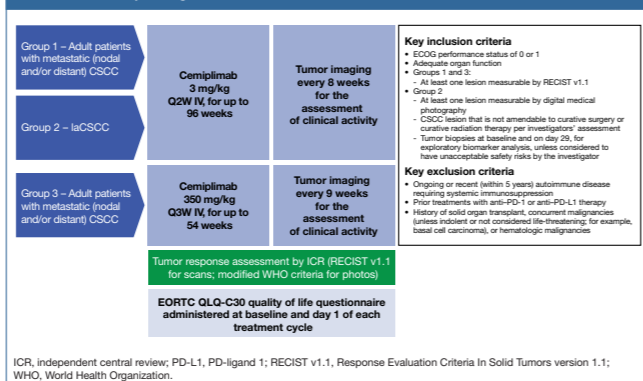 Group 1 – Adult patients
with metastatic (nodal
and/or distant) CSCC
Group 2 – laCSCC
Cemiplimab
3 mg/kg
Q2W IV, for up to
96 weeks
Tumor imaging
every 8 weeks
for the
assessment
of clinical activity
Group 3 – Adult patients
with metastatic (nodal
and/or distant) CSCC
Cemiplimab
350 mg/kg
Q3W IV, for up to
54 weeks
Tumor imaging
every 9 weeks
for the
assessment
of clinical activity
Tumor response assessment by ICR (RECIST v1.1
for scans; modified WHO criteria for photos)
EORTC QLQ-C30 quality of life questionnaire
administered at baseline and day 1 of each
treatment cycle
Key inclusion criteria
• ECOG performance status of 0 or 1
• Adequate organ function
• Groups 1 and 3:
- At least one lesion measurable by RECIST v1.1
• Group 2
- At least one lesion measurable by digital medical
photography
- CSCC lesion that is not amendable to curative surgery or
curative radiation therapy per investigators' assessment
- Tumor biopsies at baseline and on day 29, for
exploratory biomarker analysis, unless considered to
have unacceptable safety risks by the investigator
Key exclusion criteria
• Ongoing or recent (within 5 years) autoimmune disease
requiring systemic immunosuppression
• Prior treatments with anti–PD-1 or anti–PD-L1 therapy
• History of solid organ transplant, concurrent malignancies
(unless indolent or not considered life-threatening; for example,
basal cell carcinoma), or hematologic malignancies
ICR, independent central review; PD-L1, PD-ligand 1; RECIST v1.1, Response Evaluation Criteria In Solid Tumors version 1.1;
WHO, World Health Organization.